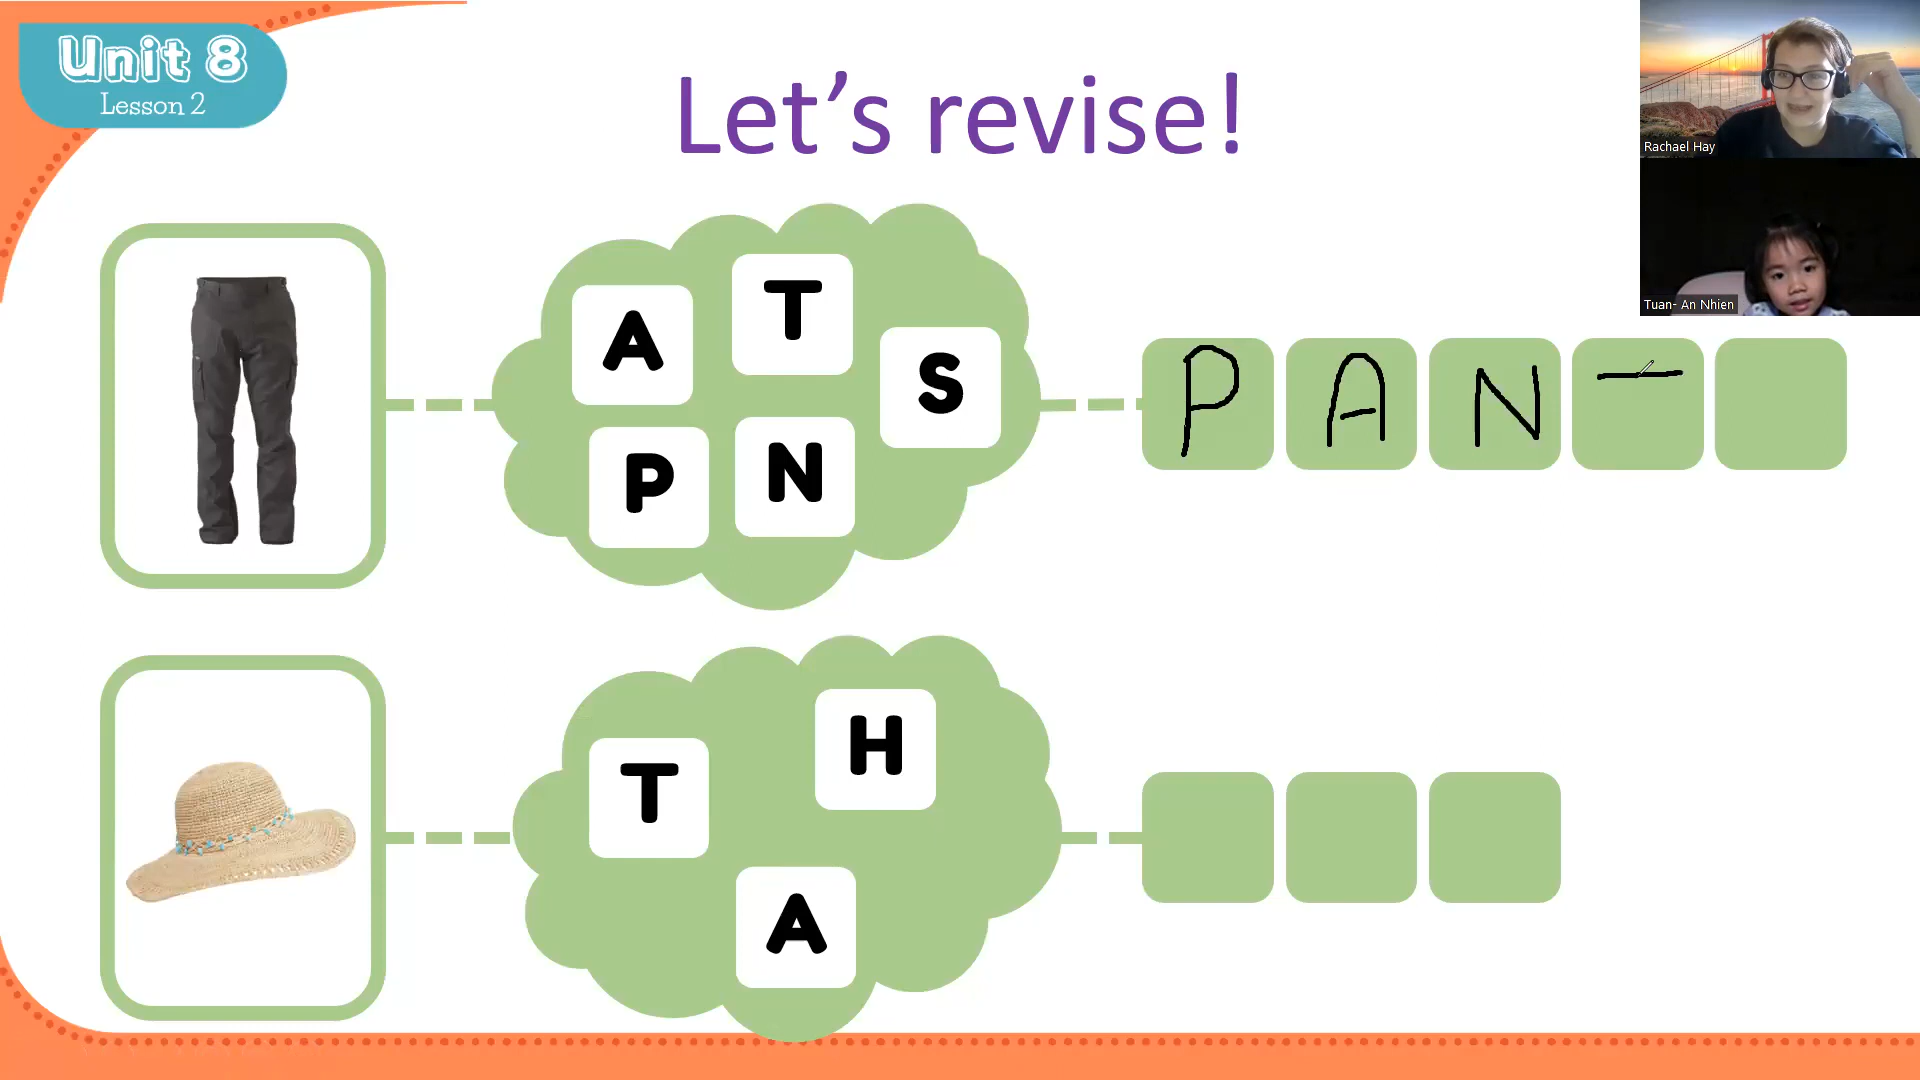 Unit 8
Lesson 2
Let's revise!
Rachael Hay
Tuan- An Nhien
A
T
S
P
N
P A N
T
H
A